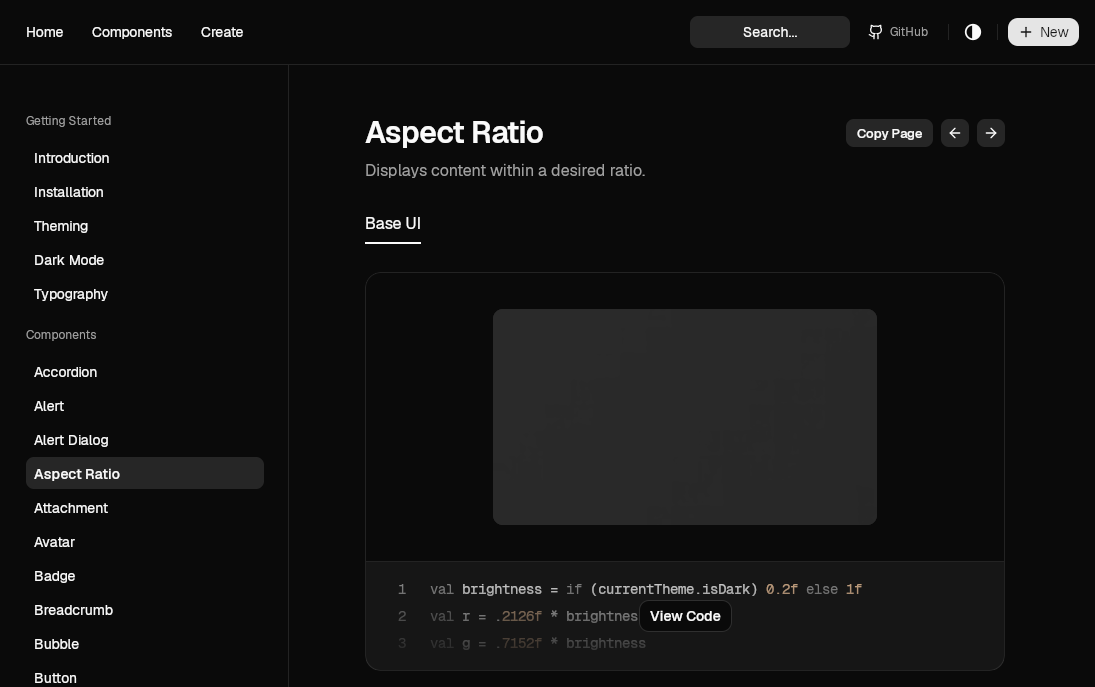 Home Components Create Search... GitHub New
Getting Started
Introduction
Installation
Theming
Dark Mode
Typography
Components
Accordion
Alert
Alert Dialog
Aspect Ratio
Attachment
Avatar
Badge
Breadcrumb
Bubble
Button
Aspect Ratio
Copy Page
Displays content within a desired ratio.
Base UI
1 val brightness = if (currentTheme.isDark) 0.2f else 1f
2 val r = .2126f * brightnes
View Code
3 val g = .7152f * brightness